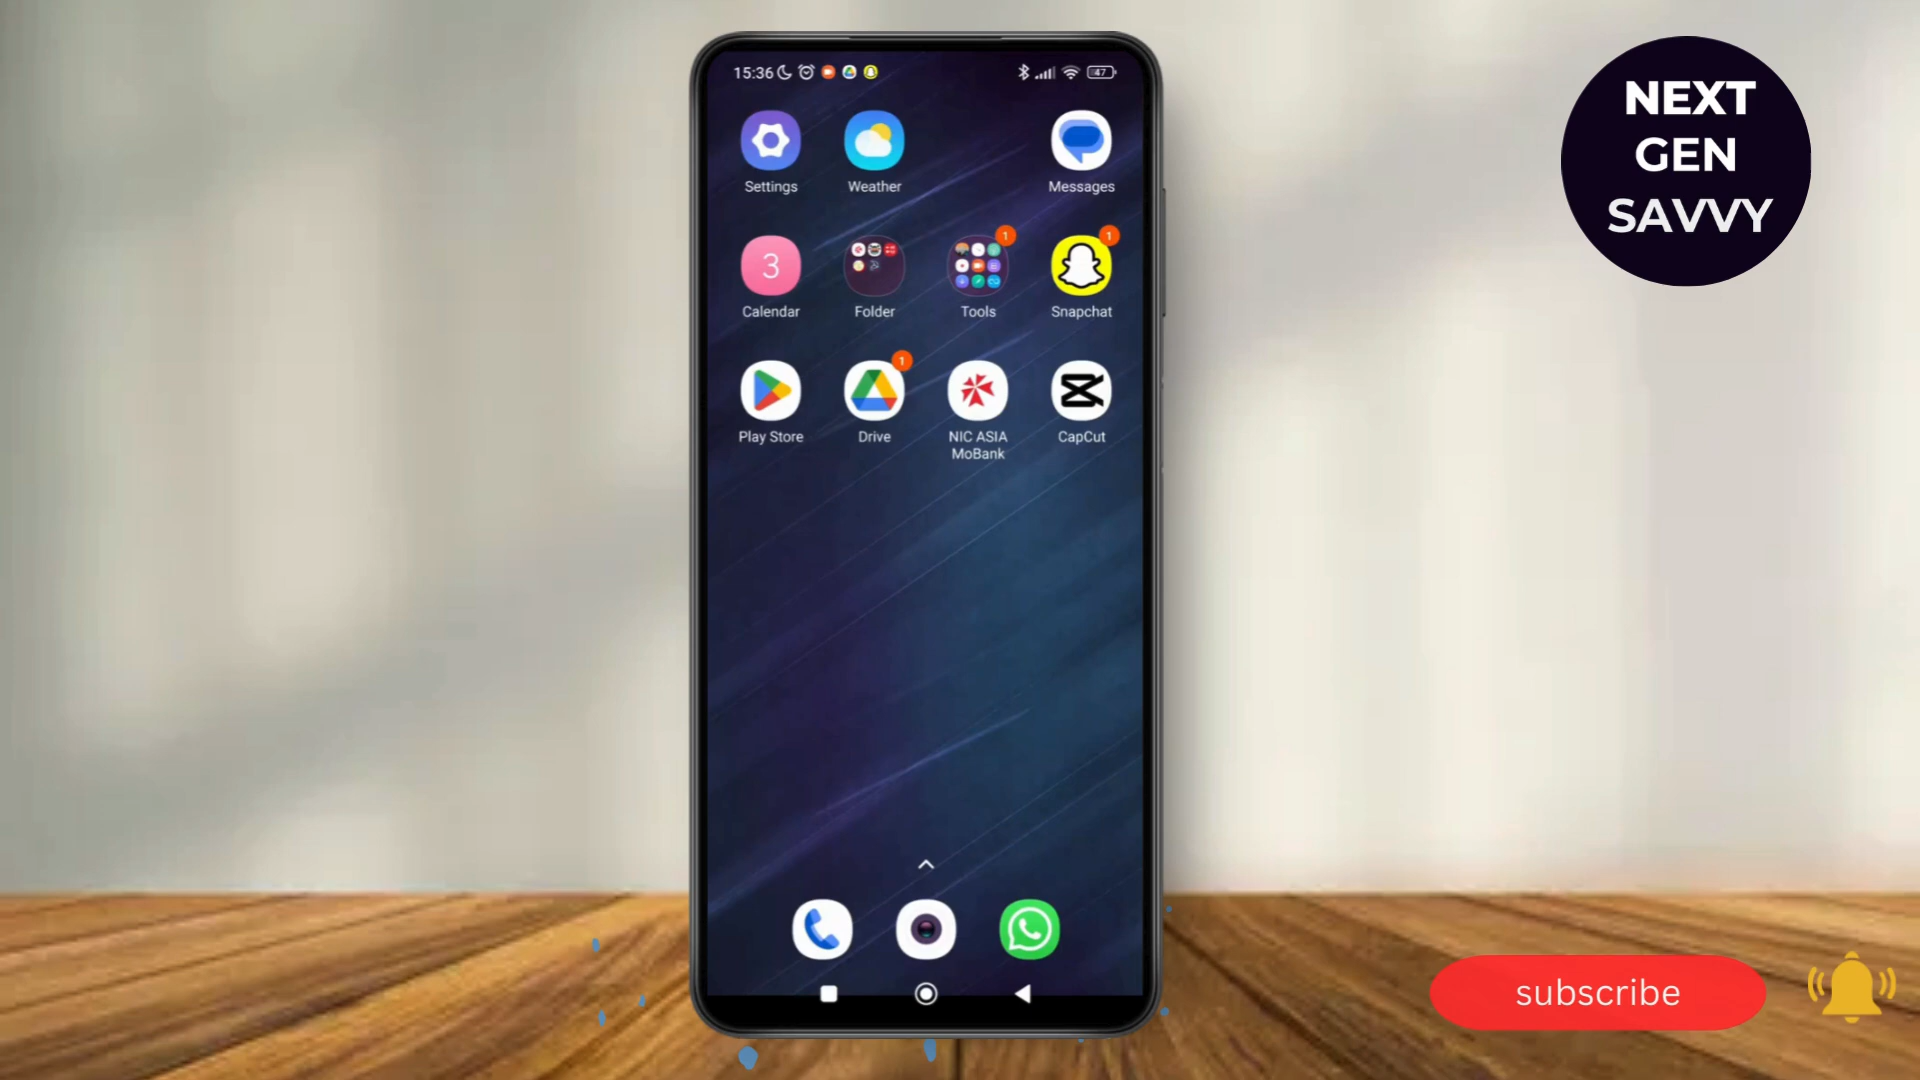 NEXT
GEN
SAVVY
15:36
47
Settings
Weather
Messages
3
1
1
Calendar
Folder
Tools
Snapchat
1
Play Store
Drive
NIC ASIA
MoBank
CapCut
subscribe